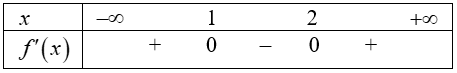 x −∞ 1 2 +∞
f′(x) + 0 − 0 +